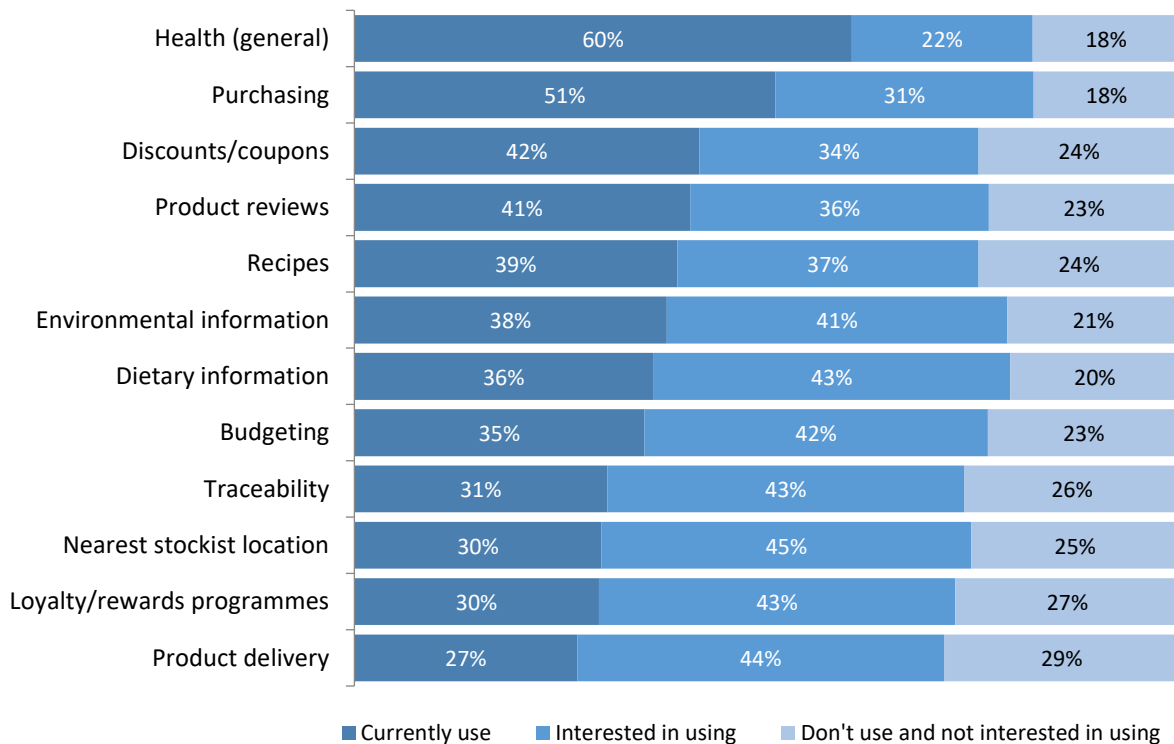 Health (general) 60% 22% 18%
Purchasing 51% 31% 18%
Discounts/coupons 42% 34% 24%
Product reviews 41% 36% 23%
Recipes 39% 37% 24%
Environmental information 38% 41% 21%
Dietary information 36% 43% 20%
Budgeting 35% 42% 23%
Traceability 31% 43% 26%
Nearest stockist location 30% 45% 25%
Loyalty/rewards programmes 30% 43% 27%
Product delivery 27% 44% 29%
Currently use Interested in using Don't use and not interested in using